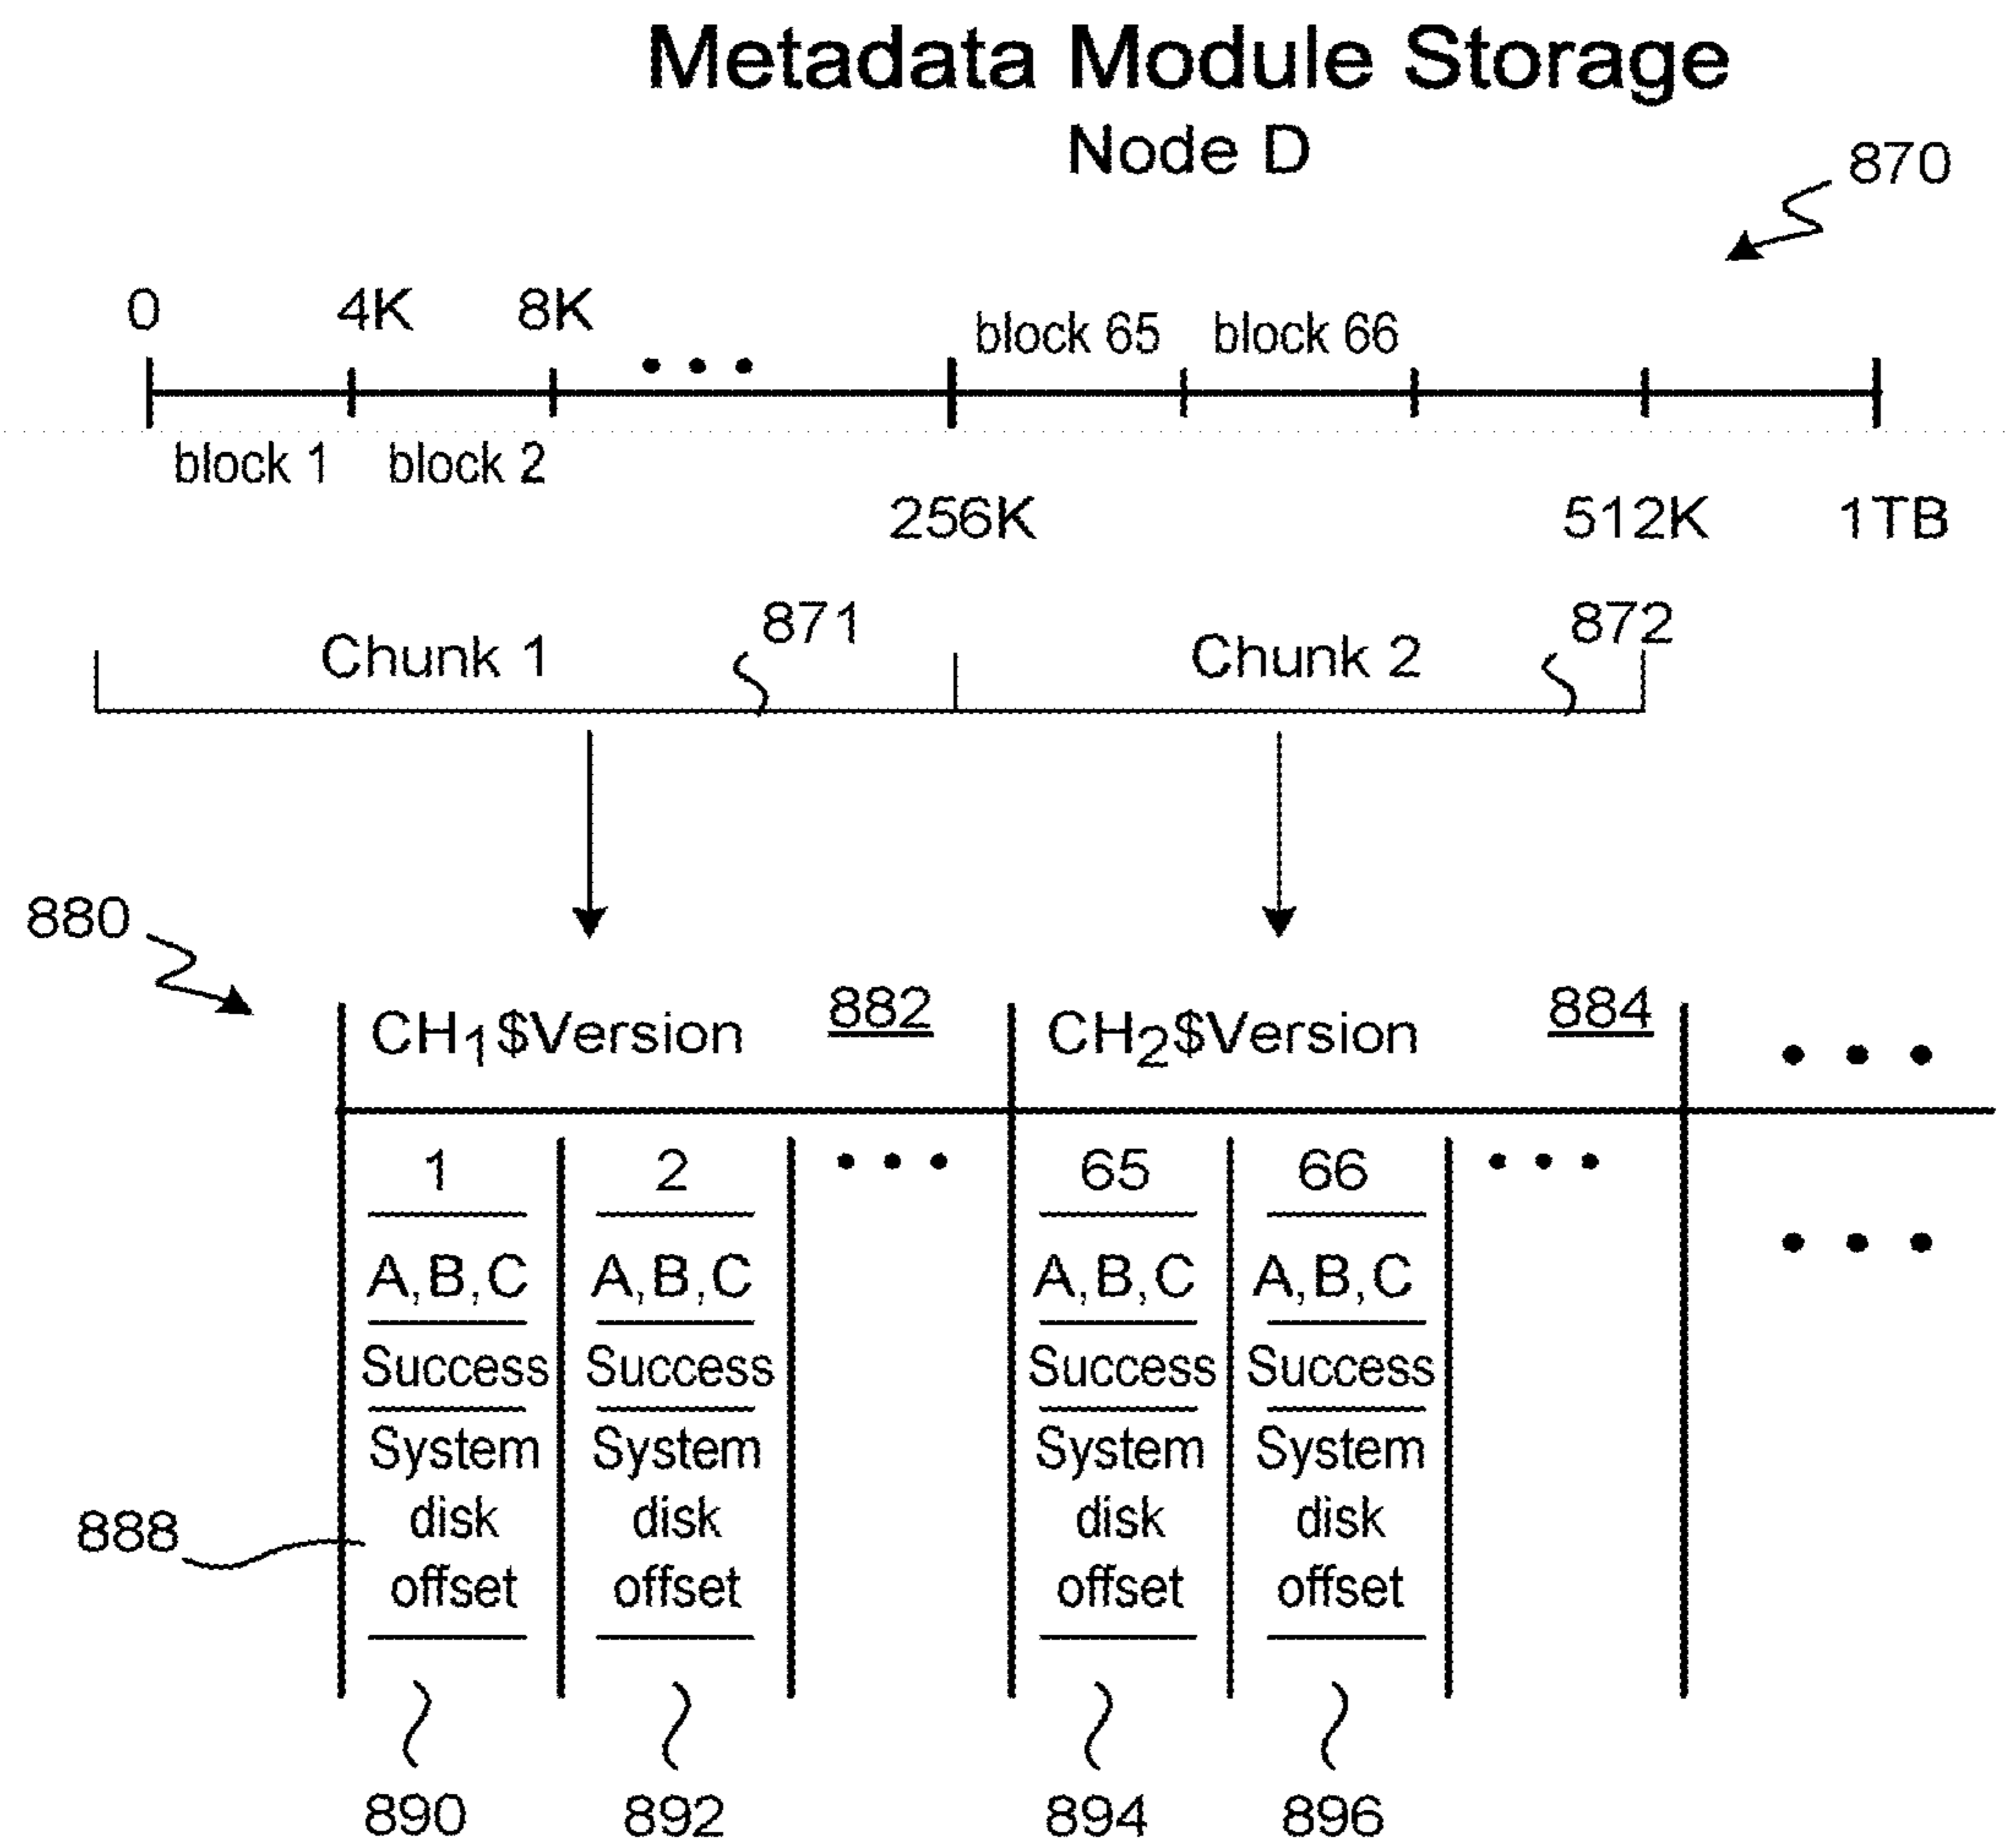 Metadata Module Storage
Node D
870
0 4K 8K
block 65 block 66
• • •
block 1 block 2
256K 512K 1TB
871 872
Chunk 1 Chunk 2
880
CH₁$Version 882 CH₂$Version 884 • • •
1 2 • • • 65 66 • • •
A,B,C A,B,C A,B,C A,B,C • • •
Success Success Success Success
System System System System
disk disk disk disk
888
offset offset offset offset
890 892 894 896